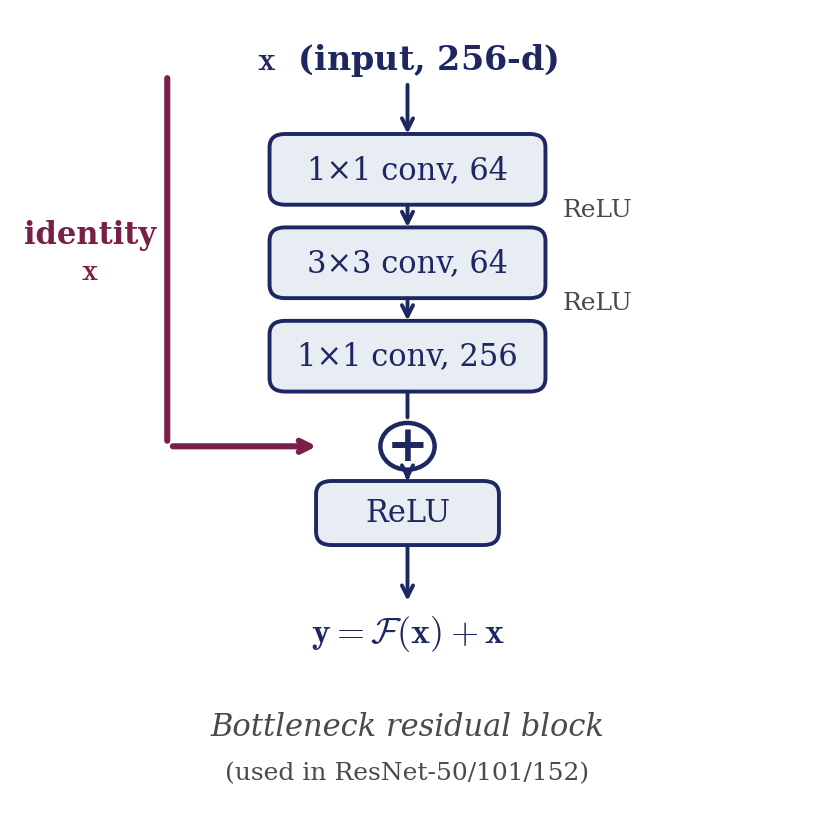 x (input, 256-d)
1×1 conv, 64
ReLU
identity
x
3×3 conv, 64
ReLU
1×1 conv, 256
+
ReLU
y = ℱ(x) + x
Bottleneck residual block
(used in ResNet-50/101/152)